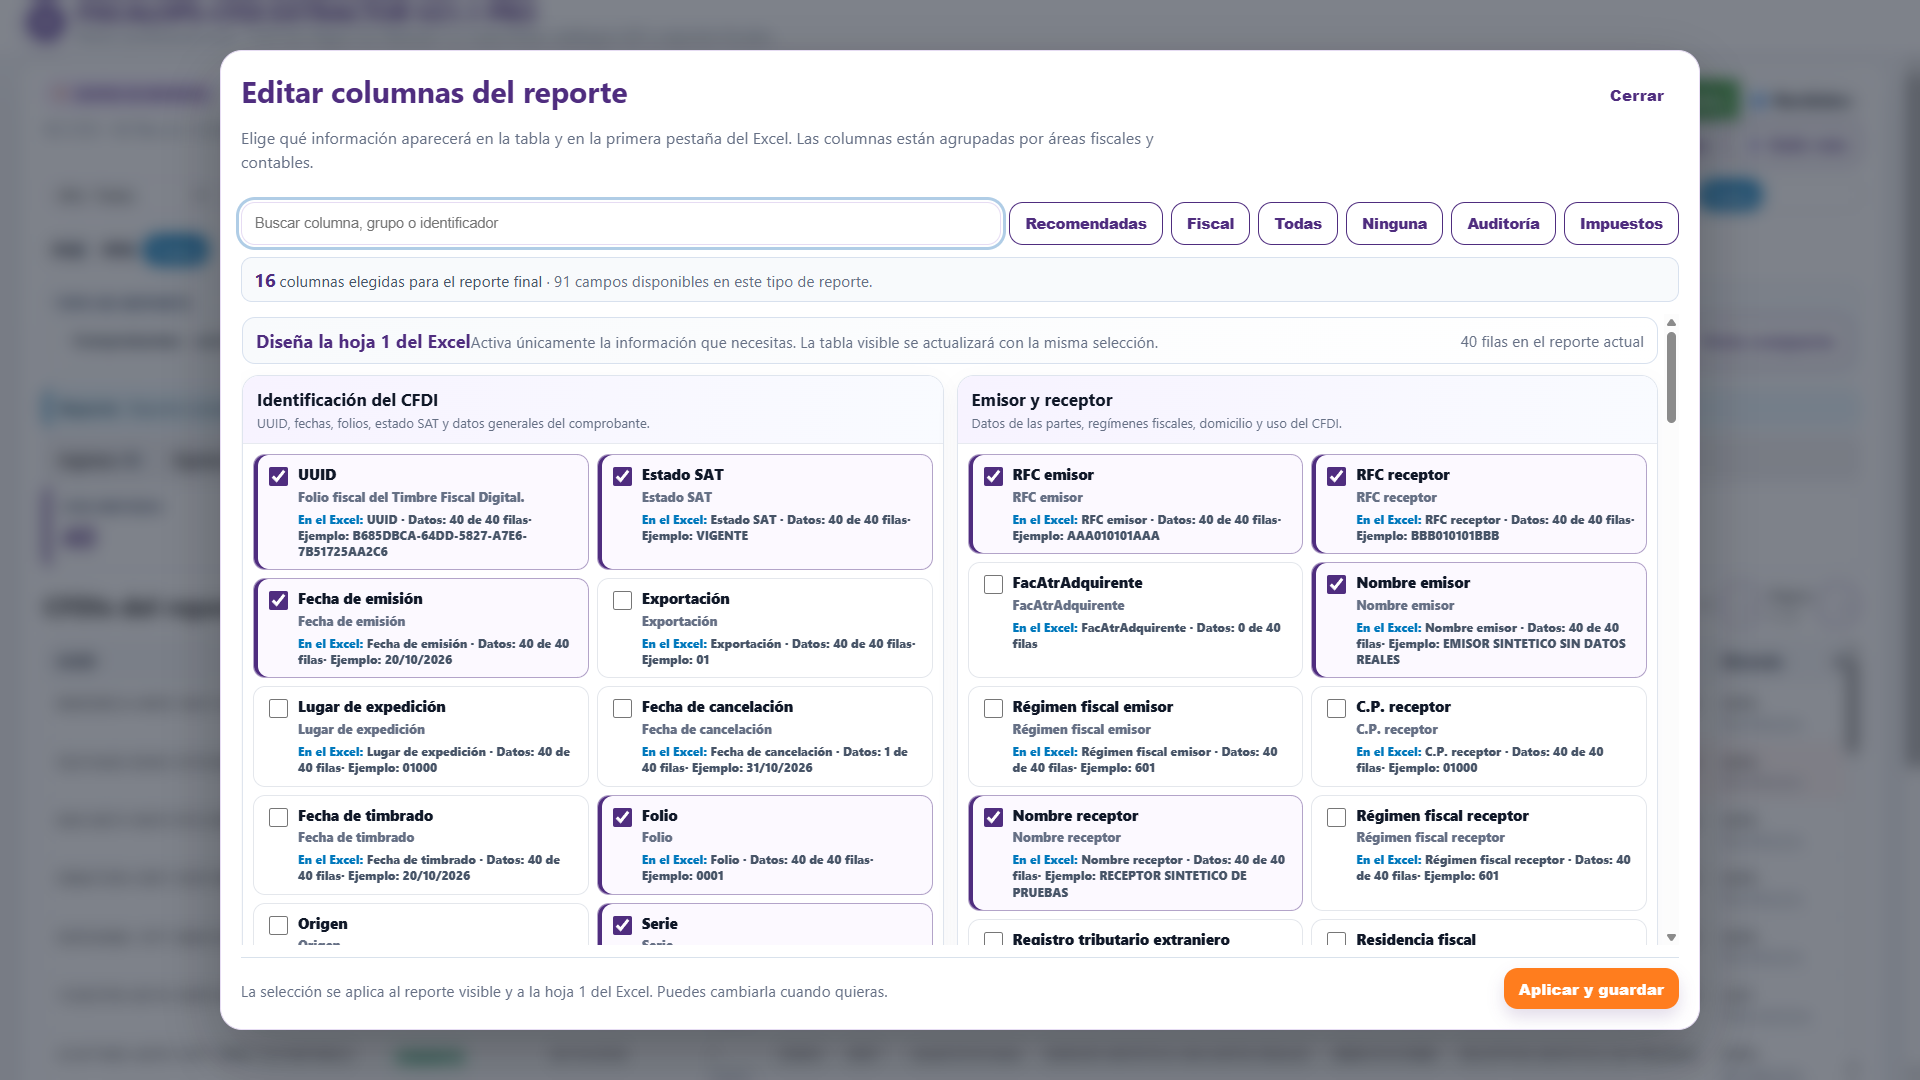 Editar columnas del reporte
Cerrar
Elige qué información aparecerá en la tabla y en la primera pestaña del Excel. Las columnas están agrupadas por áreas fiscales y
contables.
Buscar columna, grupo o identificador
Recomendadas
Fiscal
Todas
Ninguna
Auditoría
Impuestos
16 columnas elegidas para el reporte final · 91 campos disponibles en este tipo de reporte.
Diseña la hoja 1 del ExcelActiva únicamente la información que necesitas. La tabla visible se actualizará con la misma selección.
40 filas en el reporte actual
Identificación del CFDI
UUID, fechas, folios, estado SAT y datos generales del comprobante.
UUID
Folio fiscal del Timbre Fiscal Digital.
En el Excel: UUID · Datos: 40 de 40 filas·
Ejemplo: B685DBCA-64DD-5827-A7E6-
7B51725AA2C6
Estado SAT
Estado SAT
En el Excel: Estado SAT · Datos: 40 de 40 filas·
Ejemplo: VIGENTE
Fecha de emisión
Fecha de emisión
En el Excel: Fecha de emisión · Datos: 40 de 40
filas· Ejemplo: 20/10/2026
Exportación
Exportación
En el Excel: Exportación · Datos: 40 de 40 filas·
Ejemplo: 01
Lugar de expedición
Lugar de expedición
En el Excel: Lugar de expedición · Datos: 40 de
40 filas· Ejemplo: 01000
Fecha de cancelación
Fecha de cancelación
En el Excel: Fecha de cancelación · Datos: 1 de
40 filas· Ejemplo: 31/10/2026
Fecha de timbrado
Fecha de timbrado
En el Excel: Fecha de timbrado · Datos: 40 de
40 filas· Ejemplo: 20/10/2026
Folio
Folio
En el Excel: Folio · Datos: 40 de 40 filas·
Ejemplo: 0001
Origen
Origen
Serie
Serie
Emisor y receptor
Datos de las partes, regímenes fiscales, domicilio y uso del CFDI.
RFC emisor
RFC emisor
En el Excel: RFC emisor · Datos: 40 de 40 filas·
Ejemplo: AAA010101AAA
RFC receptor
RFC receptor
En el Excel: RFC receptor · Datos: 40 de 40 filas·
Ejemplo: BBB010101BBB
FacAtrAdquirente
FacAtrAdquirente
En el Excel: FacAtrAdquirente · Datos: 0 de 40
filas
Nombre emisor
Nombre emisor
En el Excel: Nombre emisor · Datos: 40 de 40
filas· Ejemplo: EMISOR SINTETICO SIN DATOS
REALES
Régimen fiscal emisor
Régimen fiscal emisor
En el Excel: Régimen fiscal emisor · Datos: 40
de 40 filas· Ejemplo: 601
C.P. receptor
C.P. receptor
En el Excel: C.P. receptor · Datos: 40 de 40
filas· Ejemplo: 01000
Nombre receptor
Nombre receptor
En el Excel: Nombre receptor · Datos: 40 de 40
filas· Ejemplo: RECEPTOR SINTETICO DE
PRUEBAS
Régimen fiscal receptor
Régimen fiscal receptor
En el Excel: Régimen fiscal receptor · Datos: 40
de 40 filas· Ejemplo: 601
Registro tributario extranjero
Residencia fiscal
La selección se aplica al reporte visible y a la hoja 1 del Excel. Puedes cambiarla cuando quieras.
Aplicar y guardar